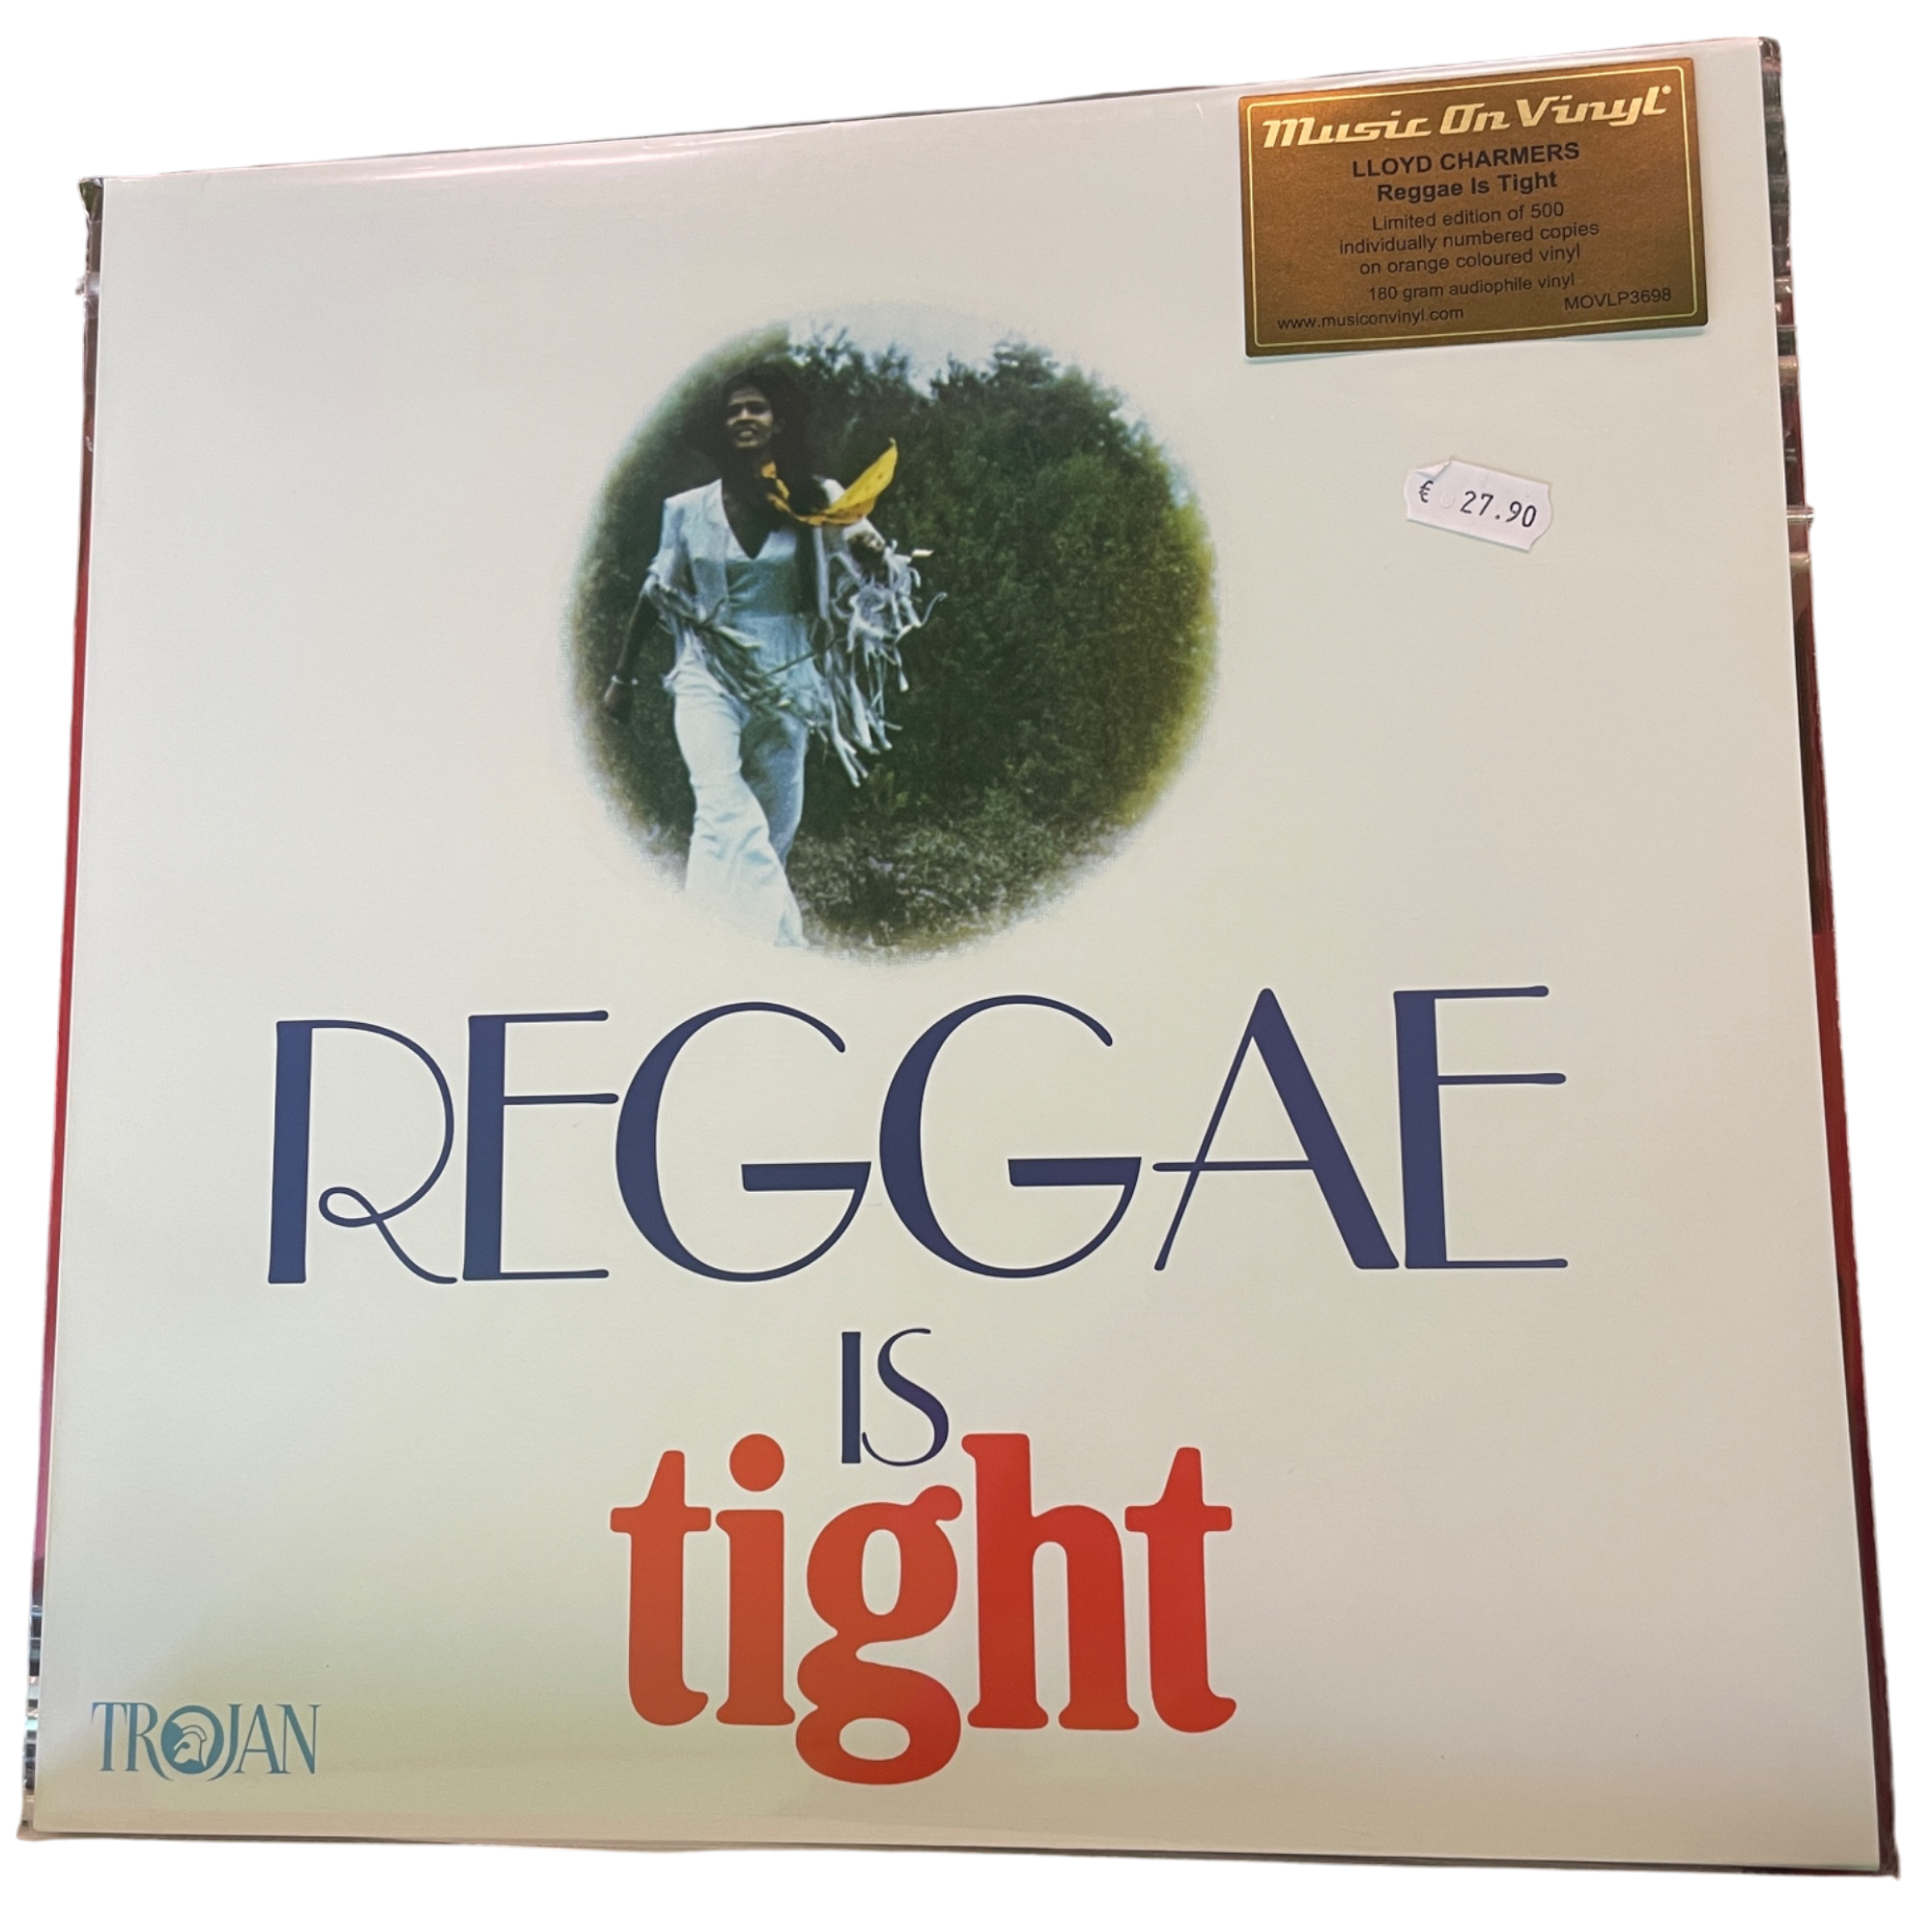 Music On Vinyl
LLOYD CHARMERS
Reggae Is Tight
Limited edition of 500
individually numbered copies
on orange coloured vinyl
180 gram audiophile vinyl
www.musiconvinyl.com MOVLP3698
€ 27.90
REGGAE
IS
tight
TROJAN